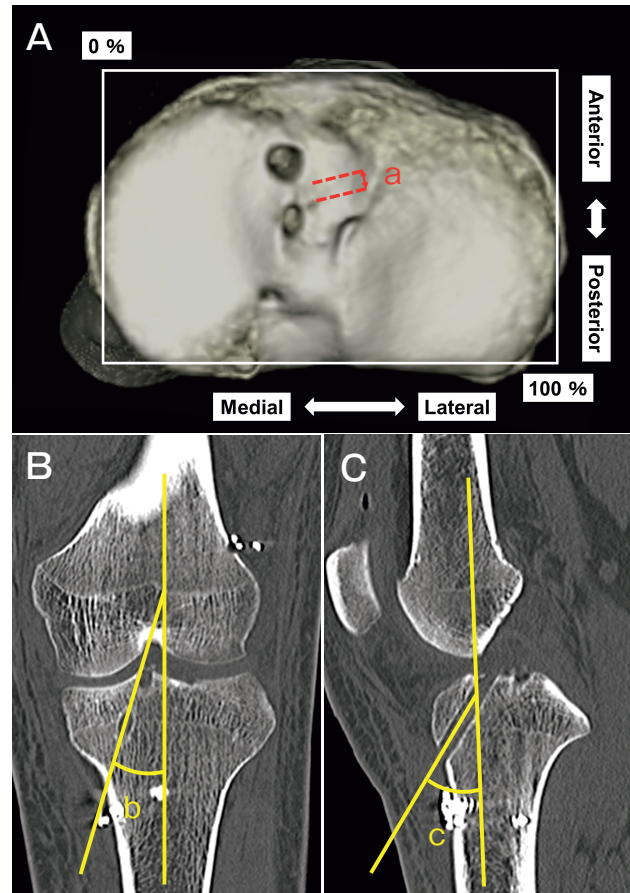 A
0 %
Anterior
a
Posterior
100 %
Medial
Lateral
B
C
b
c